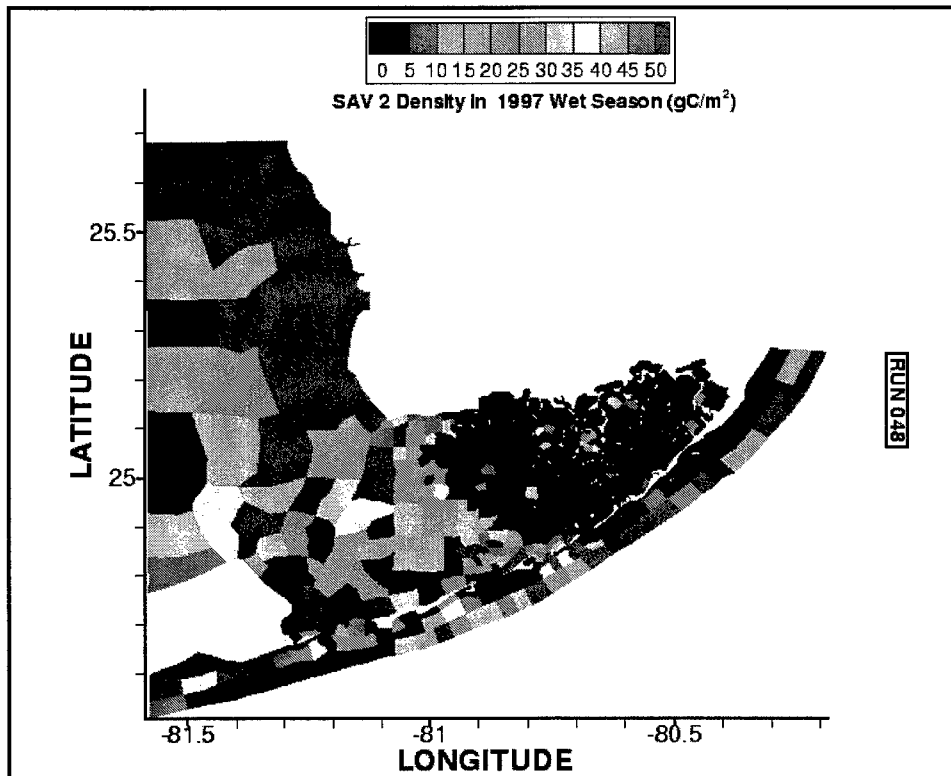 0 5 10 15 20 25 30 35 40 45 50
SAV 2 Density in 1997 Wet Season (gC/m²)
25.5
25
LATITUDE
RUN 048
-81.5 -81 -80.5
LONGITUDE